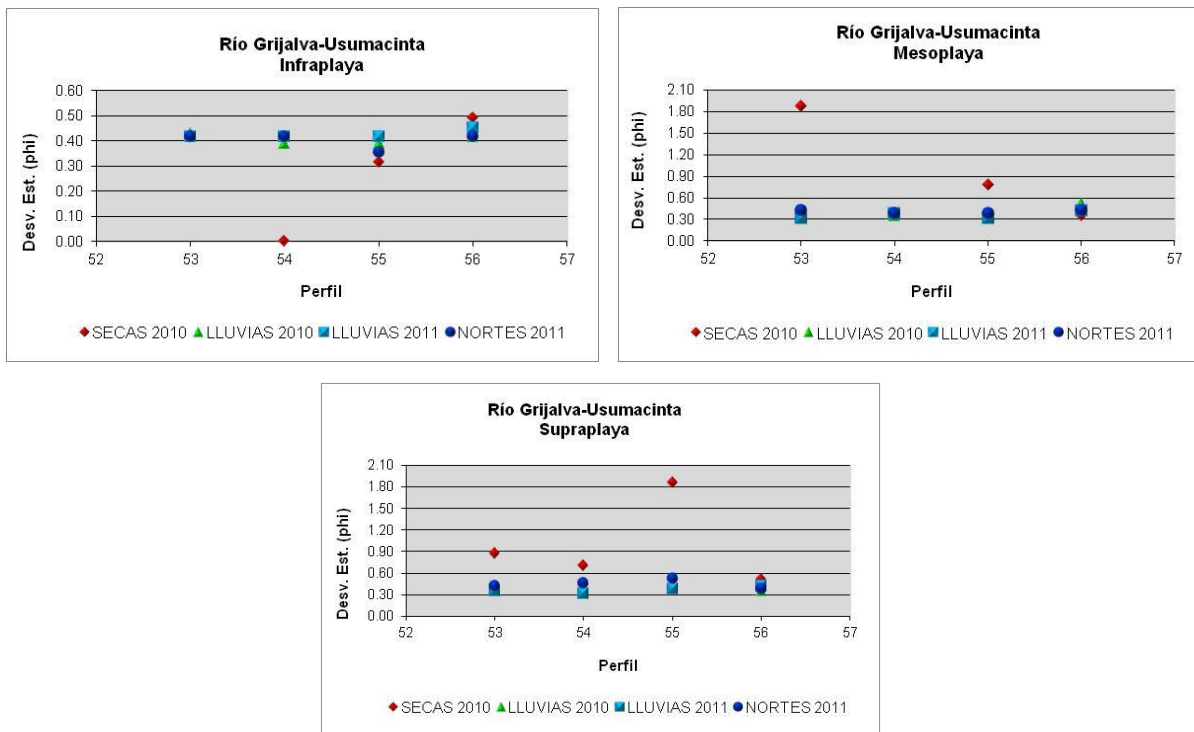 Río Grijalva-Usumacinta
Infraplaya
Desv. Est. (phi)
0.60
0.50
0.40
0.30
0.20
0.10
0.00
52 53 54 55 56 57
Perfil
SECAS 2010 LLUVIAS 2010 LLUVIAS 2011 NORTES 2011
Río Grijalva-Usumacinta
Mesoplaya
Desv. Est. (phi)
2.10
1.80
1.50
1.20
0.90
0.60
0.30
0.00
52 53 54 55 56 57
Perfil
SECAS 2010 LLUVIAS 2010 LLUVIAS 2011 NORTES 2011
Río Grijalva-Usumacinta
Supraplaya
Desv. Est. (phi)
2.10
1.80
1.50
1.20
0.90
0.60
0.30
0.00
52 53 54 55 56 57
Perfil
SECAS 2010 LLUVIAS 2010 LLUVIAS 2011 NORTES 2011